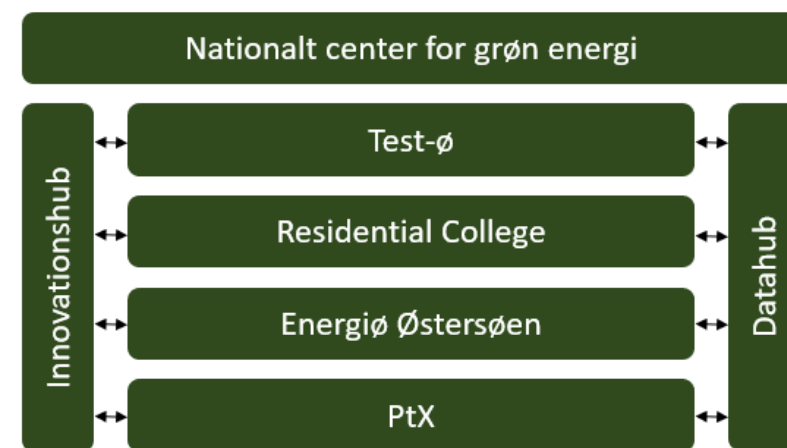 Nationalt center for grøn energi
Innovationshub
Test-ø
Residential College
Energiø Østersøen
PtX
Datahub